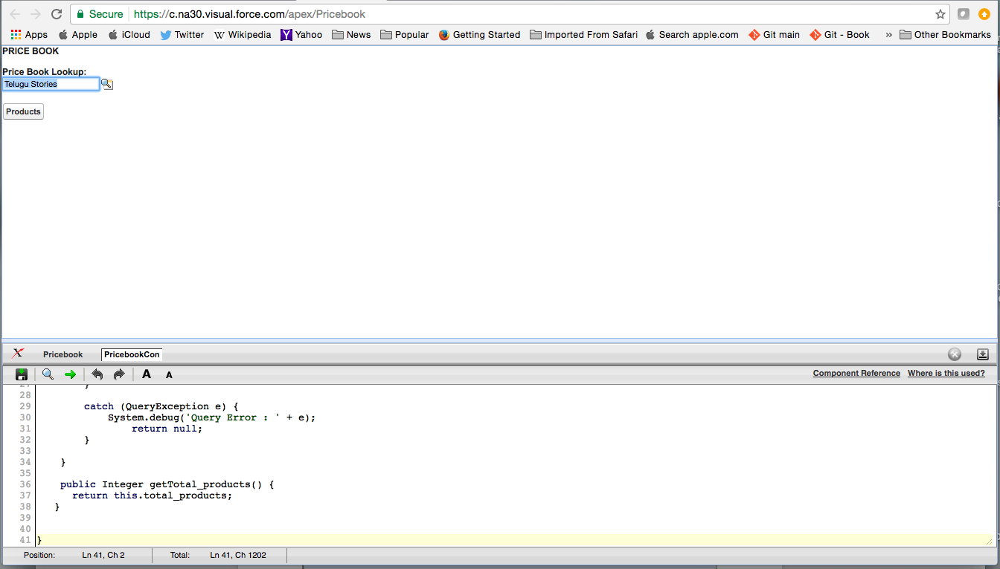 Secure https://c.na30.visual.force.com/apex/Pricebook
Apps Apple iCloud Twitter W Wikipedia Y Yahoo News Popular Getting Started Imported From Safari Search apple.com Git main Git - Book » Other Bookmarks
PRICE BOOK
Price Book Lookup:
Telugu Stories
Products
Pricebook PricebookCon
A A Component Reference Where is this used?
27 }
28
29 catch (QueryException e) {
30 System.debug('Query Error : ' + e);
31 return null;
32 }
33
34 }
35
36 public Integer getTotal_products() {
37 return this.total_products;
38 }
39
40
41 }
Position: Ln 41, Ch 2 Total: Ln 41, Ch 1202